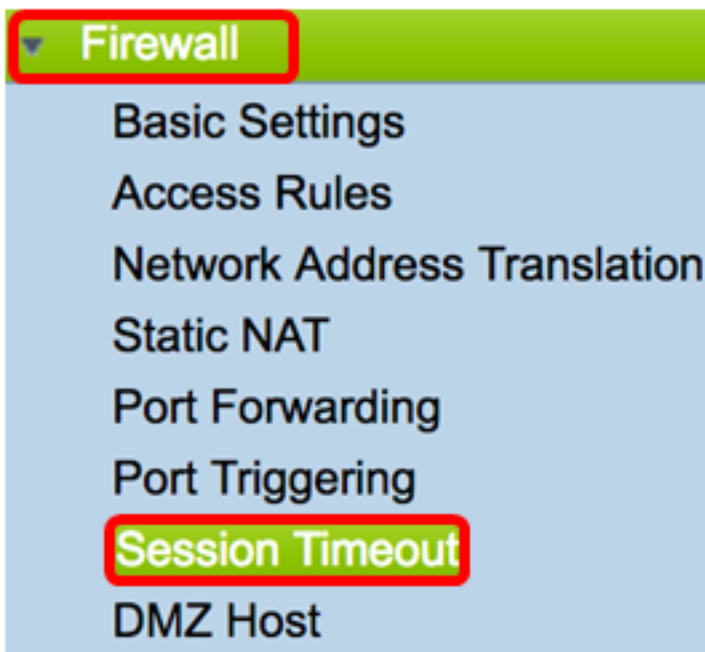 Firewall
Basic Settings
Access Rules
Network Address Translation
Static NAT
Port Forwarding
Port Triggering
Session Timeout
DMZ Host